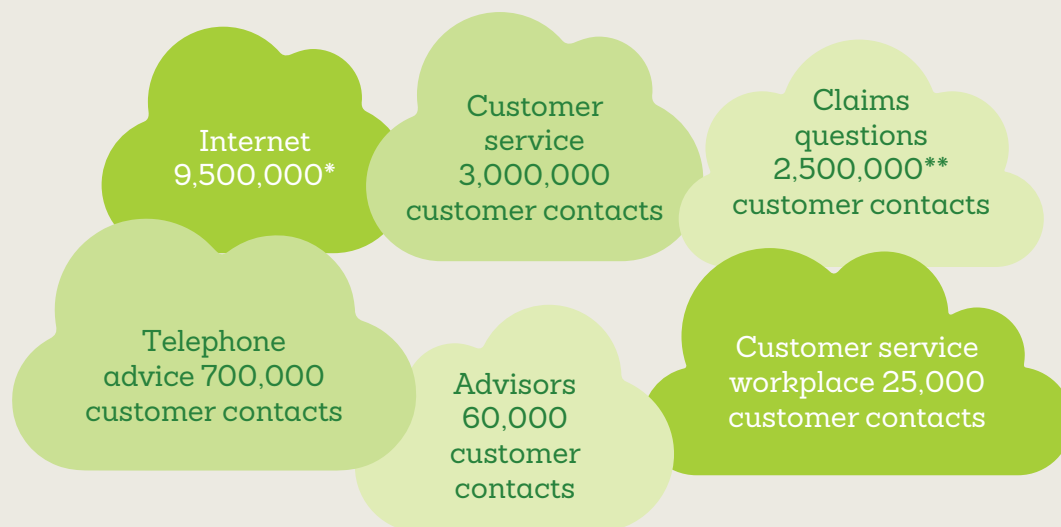 Internet
9,500,000*
Customer
service
3,000,000
customer contacts
Claims
questions
2,500,000**
customer contacts
Telephone
advice 700,000
customer contacts
Advisors
60,000
customer
contacts
Customer service
workplace 25,000
customer contacts